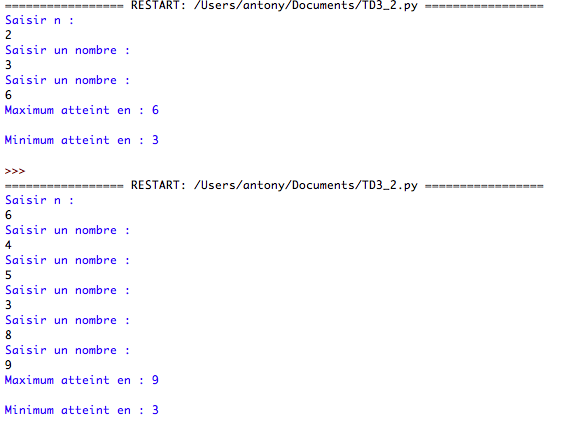 ================= RESTART: /Users/antony/Documents/TD3_2.py =================
Saisir n :
2
Saisir un nombre :
3
Saisir un nombre :
6
Maximum atteint en : 6
Minimum atteint en : 3
>>>
================= RESTART: /Users/antony/Documents/TD3_2.py =================
Saisir n :
6
Saisir un nombre :
4
Saisir un nombre :
5
Saisir un nombre :
3
Saisir un nombre :
8
Saisir un nombre :
9
Maximum atteint en : 9
Minimum atteint en : 3